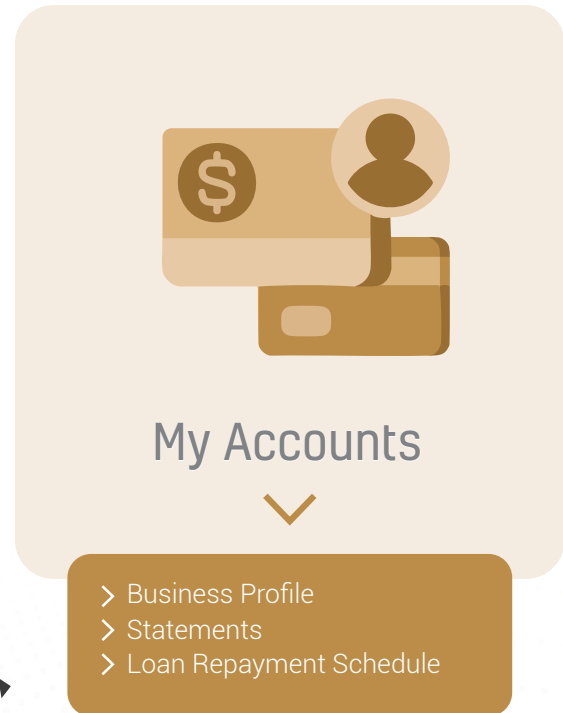 $
My Accounts
Business Profile
Statements
Loan Repayment Schedule